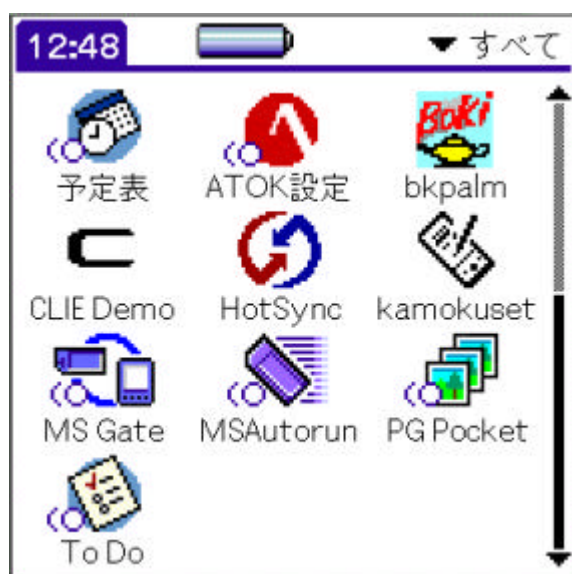 12:48
すべて
予定表
ATOK設定
Boki
bkpalm
CLIE Demo
HotSync
kamokuset
MS Gate
MSAutorun
PG Pocket
To Do